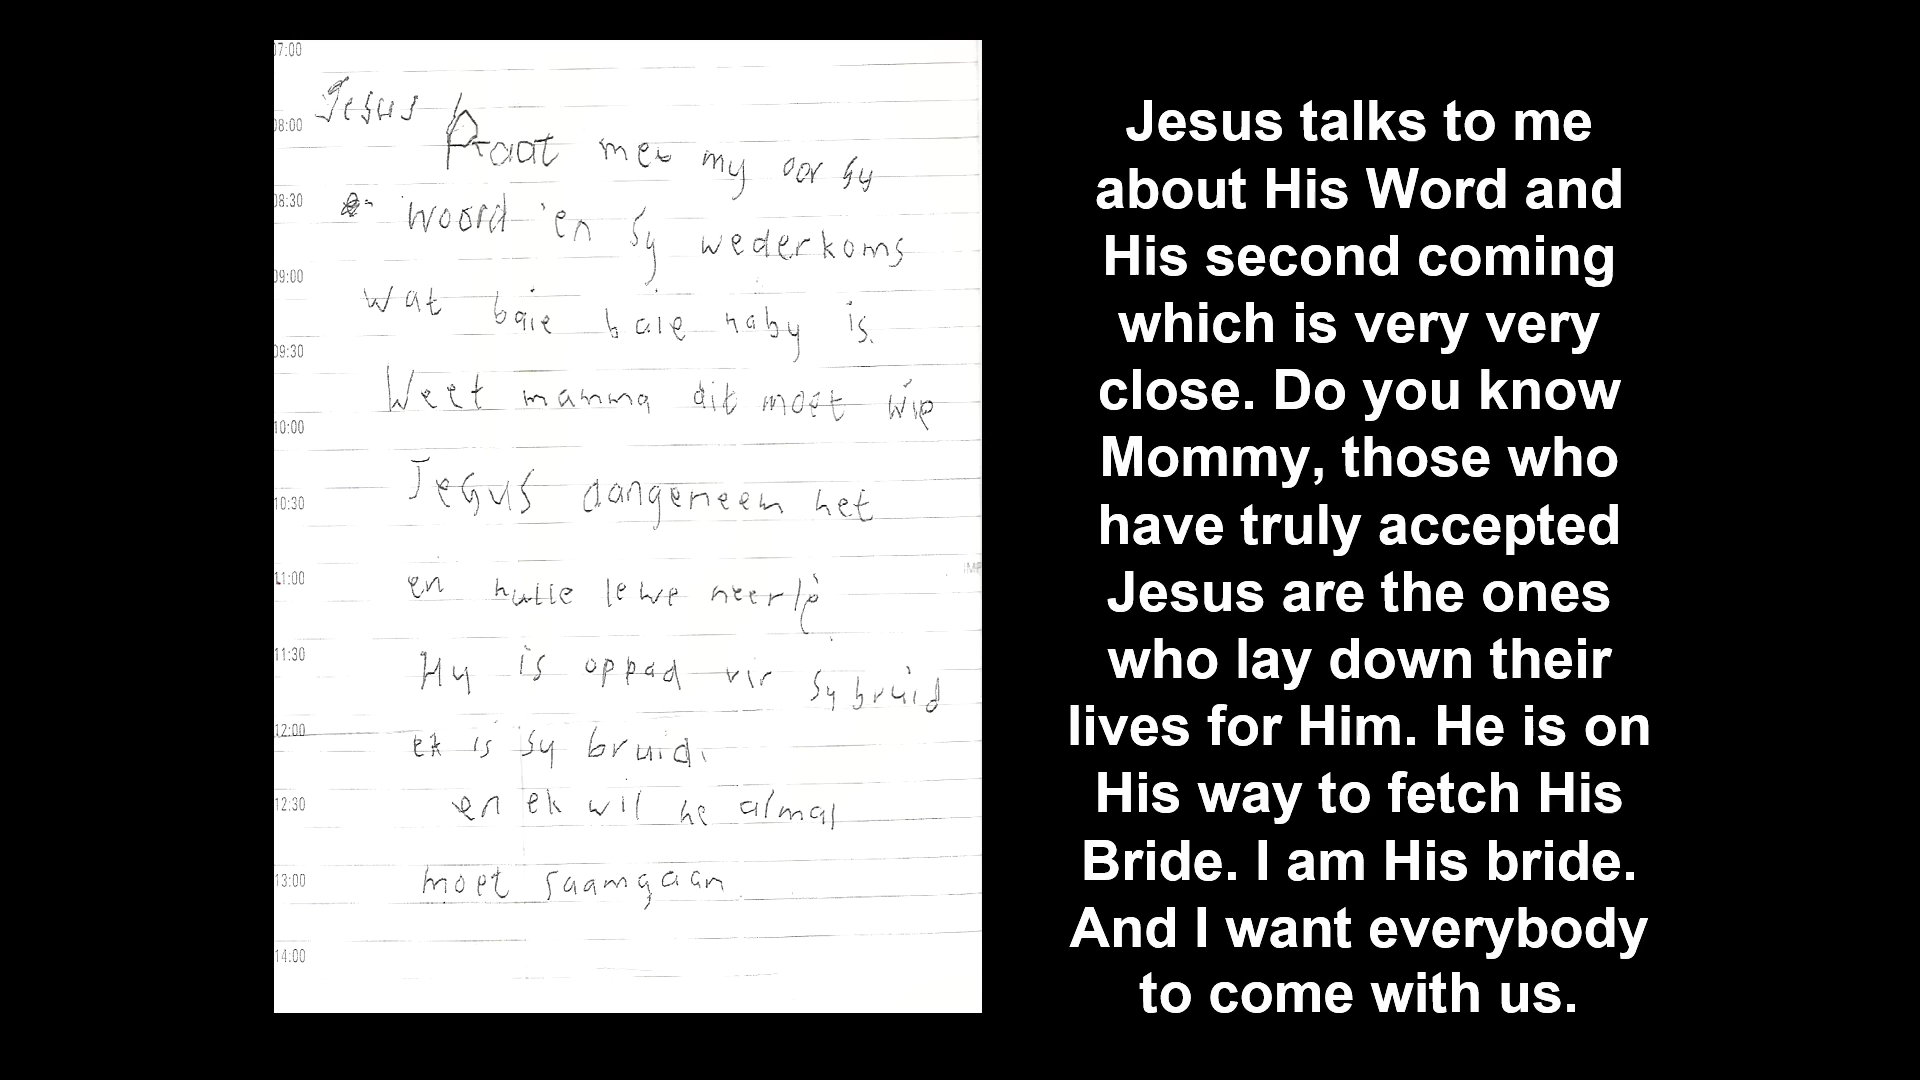 07:00
Jesus
08:00
Praat met my oor sy
08:30
woord en sy wederkoms
09:00
wat baie baie naby is.
09:30
Weet mamma dit moet wie
10:00
Jesus aangeneem het
10:30
11:00
en hulle lewe neerlê
11:30
Hy is oppad vir sy bruid
12:00
ek is sy bruid.
12:30
en ek wil he almal
13:00
moet saamgaan
14:00
Jesus talks to me
about His Word and
His second coming
which is very very
close. Do you know
Mommy, those who
have truly accepted
Jesus are the ones
who lay down their
lives for Him. He is on
His way to fetch His
Bride. I am His bride.
And I want everybody
to come with us.